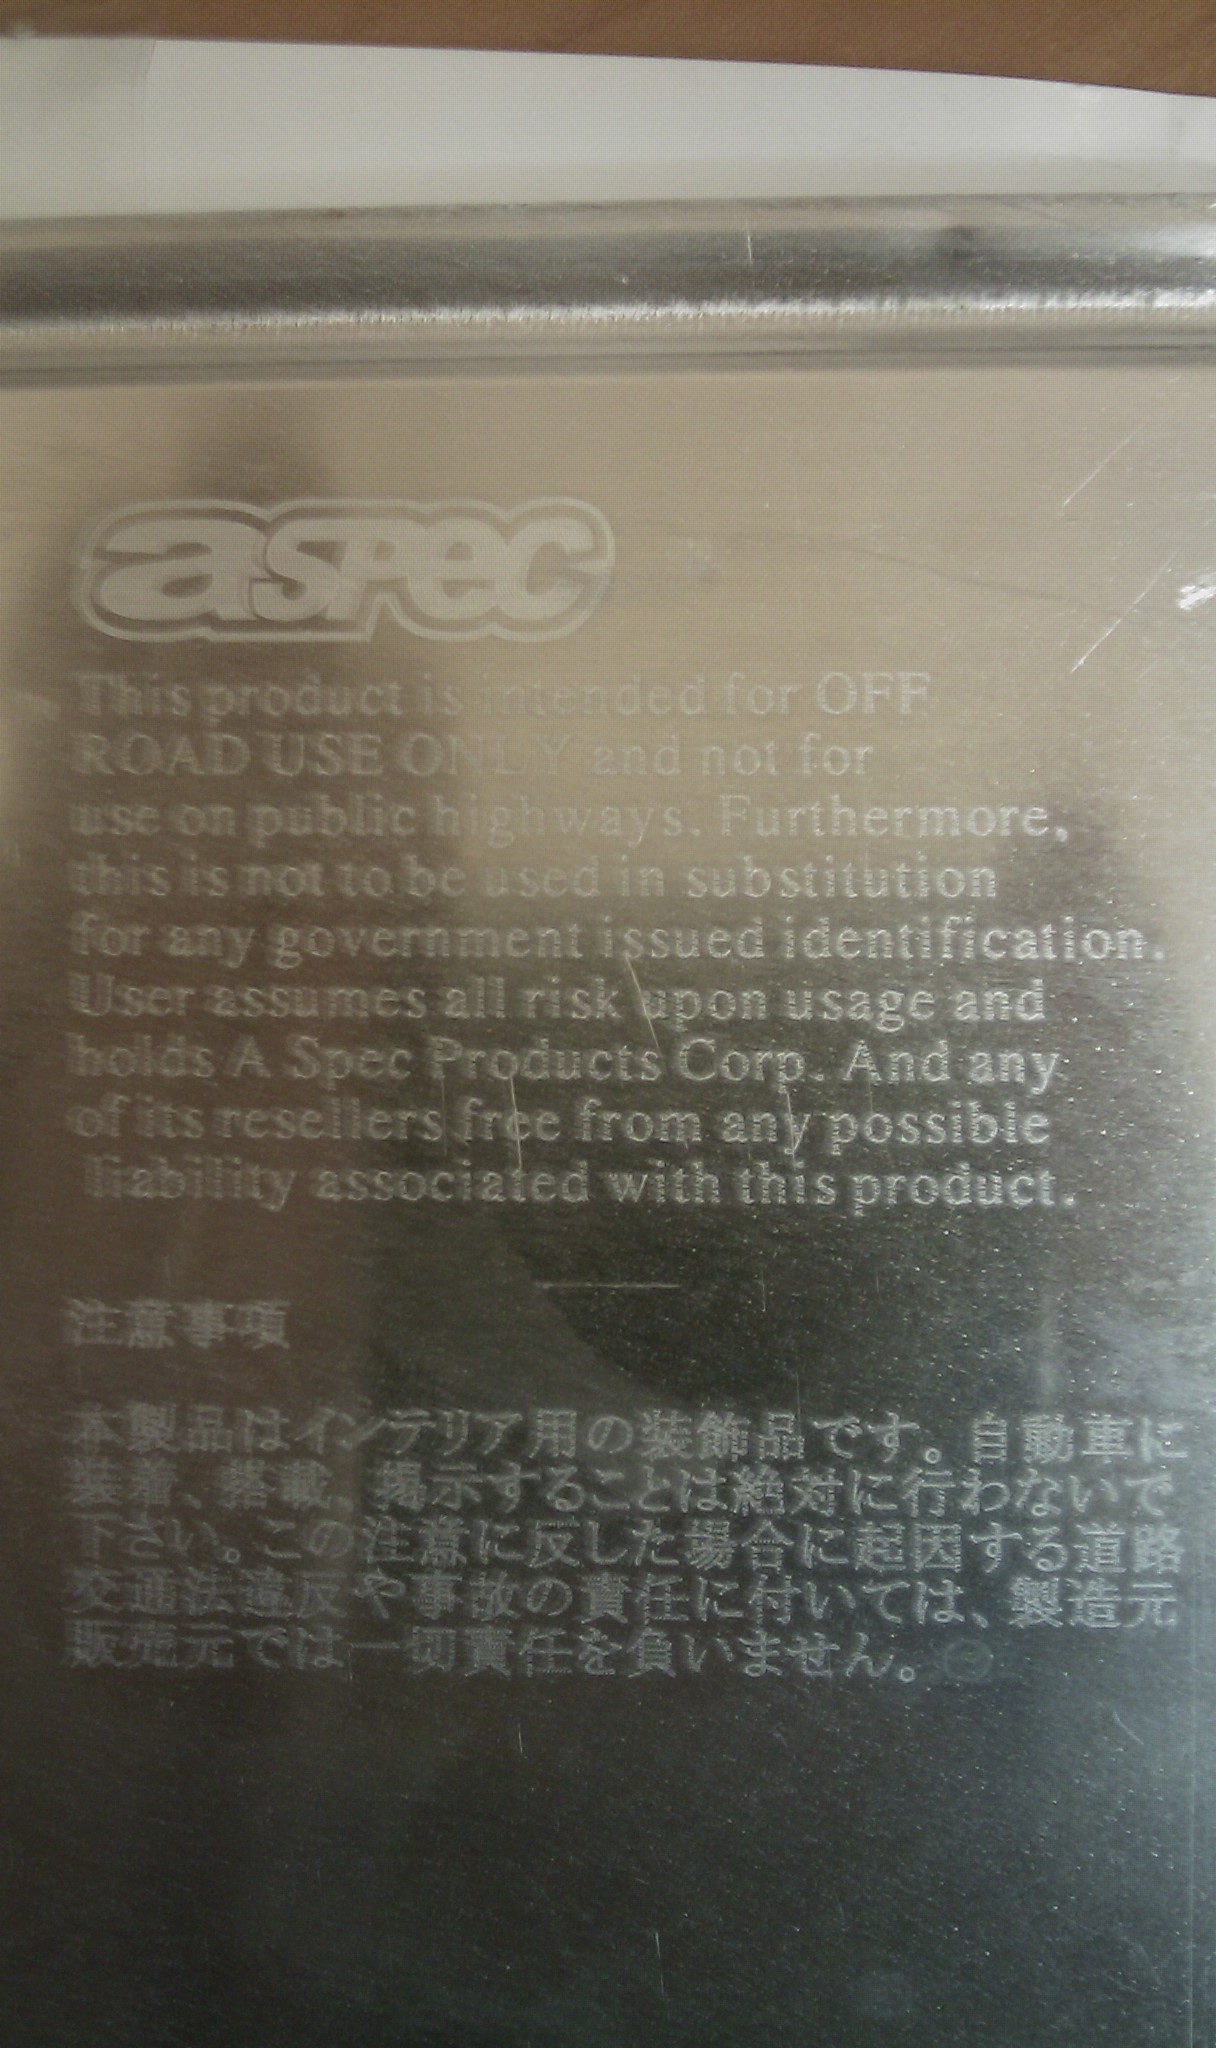 aSPEC
This product is intended for OFF
ROAD USE ONLY and not for
use on public highways. Furthermore,
this is not to be used in substitution
for any government issued identification.
User assumes all risk upon usage and
holds A Spec Products Corp. And any
of its resellers free from any possible
liability associated with this product.
注意事項
本製品はインテリア用の装飾品です。自動車に
装着、搭載、掲示することは絶対に行わないで
下さい。この注意に反した場合に起因する道路
交通法違反や事故の責任に付いては、製造元
販売元では一切責任を負いません。